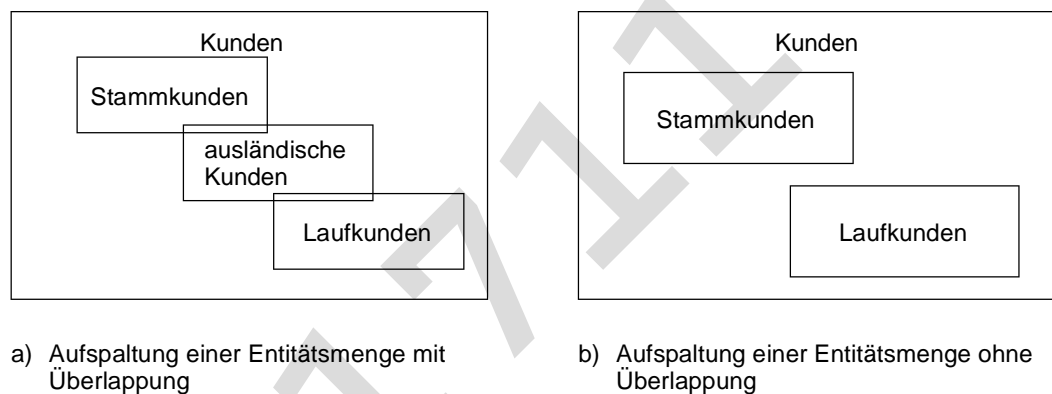 Kunden
Stammkunden
ausländische
Kunden
Laufkunden
a) Aufspaltung einer Entitätsmenge mit
Überlappung
Kunden
Stammkunden
Laufkunden
b) Aufspaltung einer Entitätsmenge ohne
Überlappung